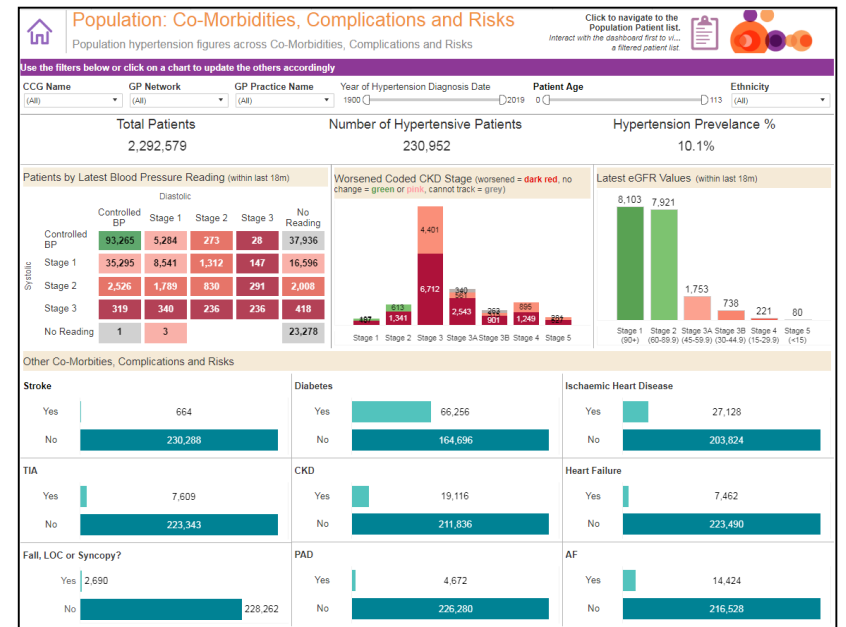 Population: Co-Morbidities, Complications and Risks
Population hypertension figures across Co-Morbidities, Complications and Risks
Click to navigate to the
Population Patient list.
Interact with the dashboard first to vi...
a filtered patient list.
Use the filters below or click on a chart to update the others accordingly
CCG Name
GP Network
GP Practice Name
Year of Hypertension Diagnosis Date
Patient Age
Ethnicity
(All)
(All)
(All)
1900
2019
0
113
(All)
Total Patients
Number of Hypertensive Patients
Hypertension Prevelance %
2,292,579
230,952
10.1%
Patients by Latest Blood Pressure Reading (within last 18m)
Diastolic
Controlled BP Stage 1 Stage 2 Stage 3 No Reading
Systolic
Controlled BP 93,265 5,284 273 28 37,936
Stage 1 35,295 8,541 1,312 147 16,596
Stage 2 2,526 1,789 830 291 2,008
Stage 3 319 340 236 236 418
No Reading 1 3 23,278
Worsened Coded CKD Stage (worsened = dark red, no
change = green or pink, cannot track = grey)
4,401
6,712
613
1,341
340
2,543
901
895
1,249
Stage 1 Stage 2 Stage 3 Stage 3A Stage 3B Stage 4 Stage 5
Latest eGFR Values (within last 18m)
8,103 7,921 1,753 738 221 80
Stage 1 Stage 2 Stage 3A Stage 3B Stage 4 Stage 5
(90+) (60-89.9) (45-59.9) (30-44.9) (15-29.9) (<15)
Other Co-Morbities, Complications and Risks
Stroke
Yes 664
No 230,288
Diabetes
Yes 66,256
No 164,696
Ischaemic Heart Disease
Yes 27,128
No 203,824
TIA
Yes 7,609
No 223,343
CKD
Yes 19,116
No 211,836
Heart Failure
Yes 7,462
No 223,490
Fall, LOC or Syncopy?
Yes 2,690
No 228,262
PAD
Yes 4,672
No 226,280
AF
Yes 14,424
No 216,528